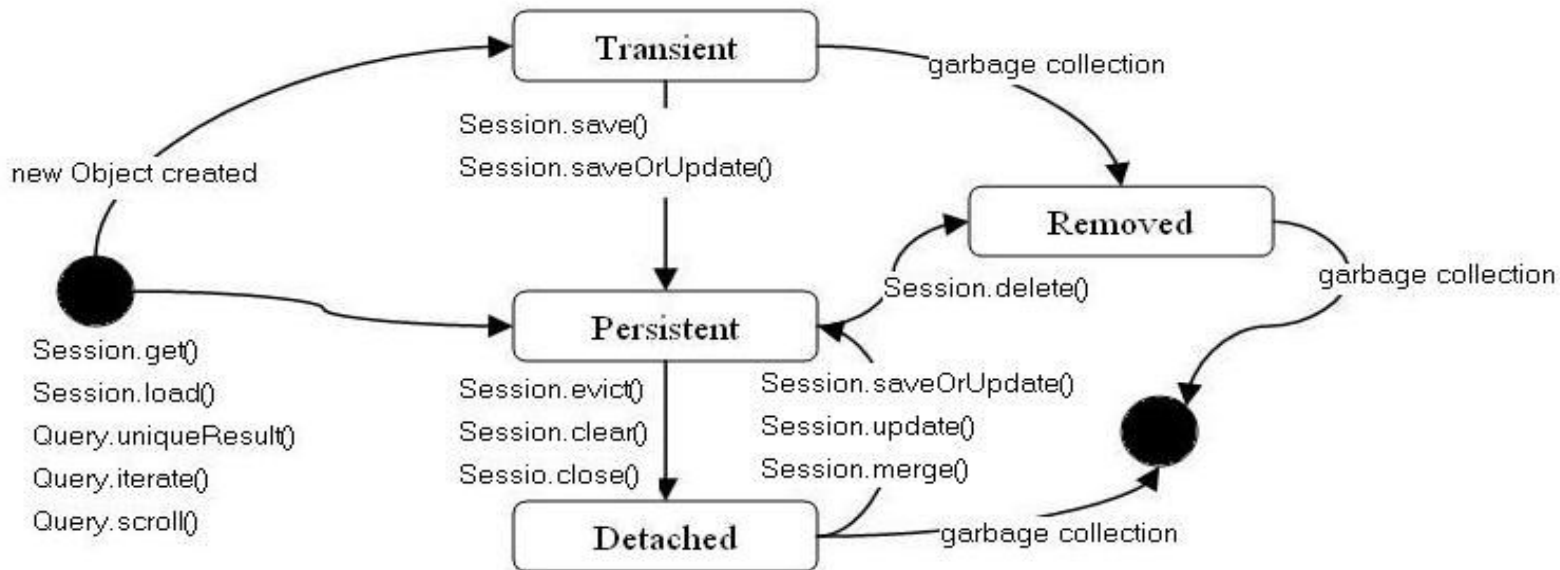 Transient
garbage collection
Session.save()
Session.saveOrUpdate()
new Object created
Removed
garbage collection
Session.delete()
Persistent
Session.get()
Session.load()
Query.uniqueResult()
Query.iterate()
Query.scroll()
Session.evict()
Session.clear()
Sessio.close()
Session.saveOrUpdate()
Session.update()
Session.merge()
Detached
garbage collection